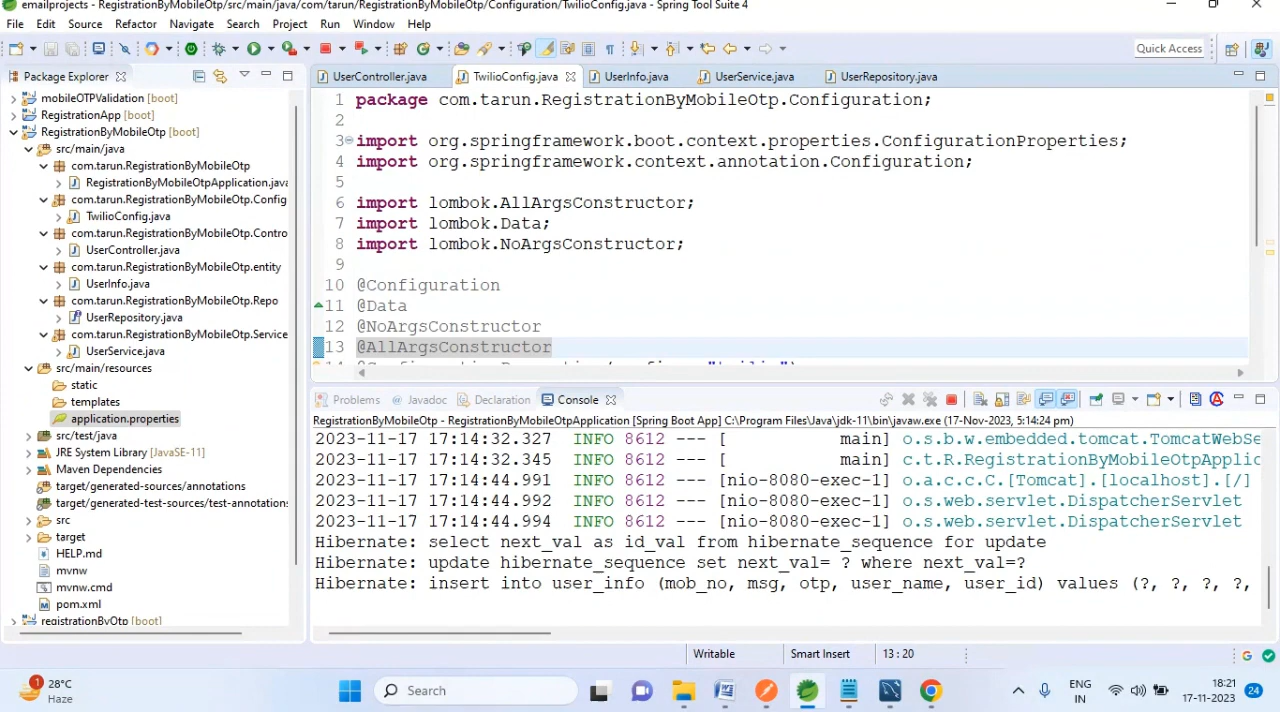 emailprojects - RegistrationByMobileOtp/src/main/java/com/tarun/RegistrationByMobileOtp/Configuration/TwilioConfig.java - Spring Tool Suite 4
File Edit Source Refactor Navigate Search Project Run Window Help
Quick Access
Package Explorer
mobileOTPValidation [boot]
RegistrationApp [boot]
RegistrationByMobileOtp [boot]
src/main/java
com.tarun.RegistrationByMobileOtp
RegistrationByMobileOtpApplication.java
com.tarun.RegistrationByMobileOtp.Config
TwilioConfig.java
com.tarun.RegistrationByMobileOtp.Contro
UserController.java
com.tarun.RegistrationByMobileOtp.entity
UserInfo.java
com.tarun.RegistrationByMobileOtp.Repo
UserRepository.java
com.tarun.RegistrationByMobileOtp.Service
UserService.java
src/main/resources
static
templates
application.properties
src/test/java
JRE System Library [JavaSE-11]
Maven Dependencies
target/generated-sources/annotations
target/generated-test-sources/test-annotations
src
target
HELP.md
mvnw
mvnw.cmd
pom.xml
registrationByOtp [boot]
UserController.java TwilioConfig.java UserInfo.java UserService.java UserRepository.java
1 package com.tarun.RegistrationByMobileOtp.Configuration;
2
3 import org.springframework.boot.context.properties.ConfigurationProperties;
4 import org.springframework.context.annotation.Configuration;
5
6 import lombok.AllArgsConstructor;
7 import lombok.Data;
8 import lombok.NoArgsConstructor;
9
10 @Configuration
11 @Data
12 @NoArgsConstructor
13 @AllArgsConstructor
Problems @ Javadoc Declaration Console
RegistrationByMobileOtp - RegistrationByMobileOtpApplication [Spring Boot App] C:\Program Files\Java\jdk-11\bin\javaw.exe (17-Nov-2023, 5:14:24 pm)
2023-11-17 17:14:32.327 INFO 8612 --- [ main] o.s.b.w.embedded.tomcat.TomcatWebSe
2023-11-17 17:14:32.345 INFO 8612 --- [ main] c.t.R.RegistrationByMobileOtpApplic
2023-11-17 17:14:44.991 INFO 8612 --- [nio-8080-exec-1] o.a.c.c.C.[Tomcat].[localhost].[/]
2023-11-17 17:14:44.992 INFO 8612 --- [nio-8080-exec-1] o.s.web.servlet.DispatcherServlet
2023-11-17 17:14:44.994 INFO 8612 --- [nio-8080-exec-1] o.s.web.servlet.DispatcherServlet
Hibernate: select next_val as id_val from hibernate_sequence for update
Hibernate: update hibernate_sequence set next_val= ? where next_val=?
Hibernate: insert into user_info (mob_no, msg, otp, user_name, user_id) values (?, ?, ?, ?,
Writable Smart Insert 13 : 20
1
28°C
Haze
Search
ENG
IN
18:21
17-11-2023
24